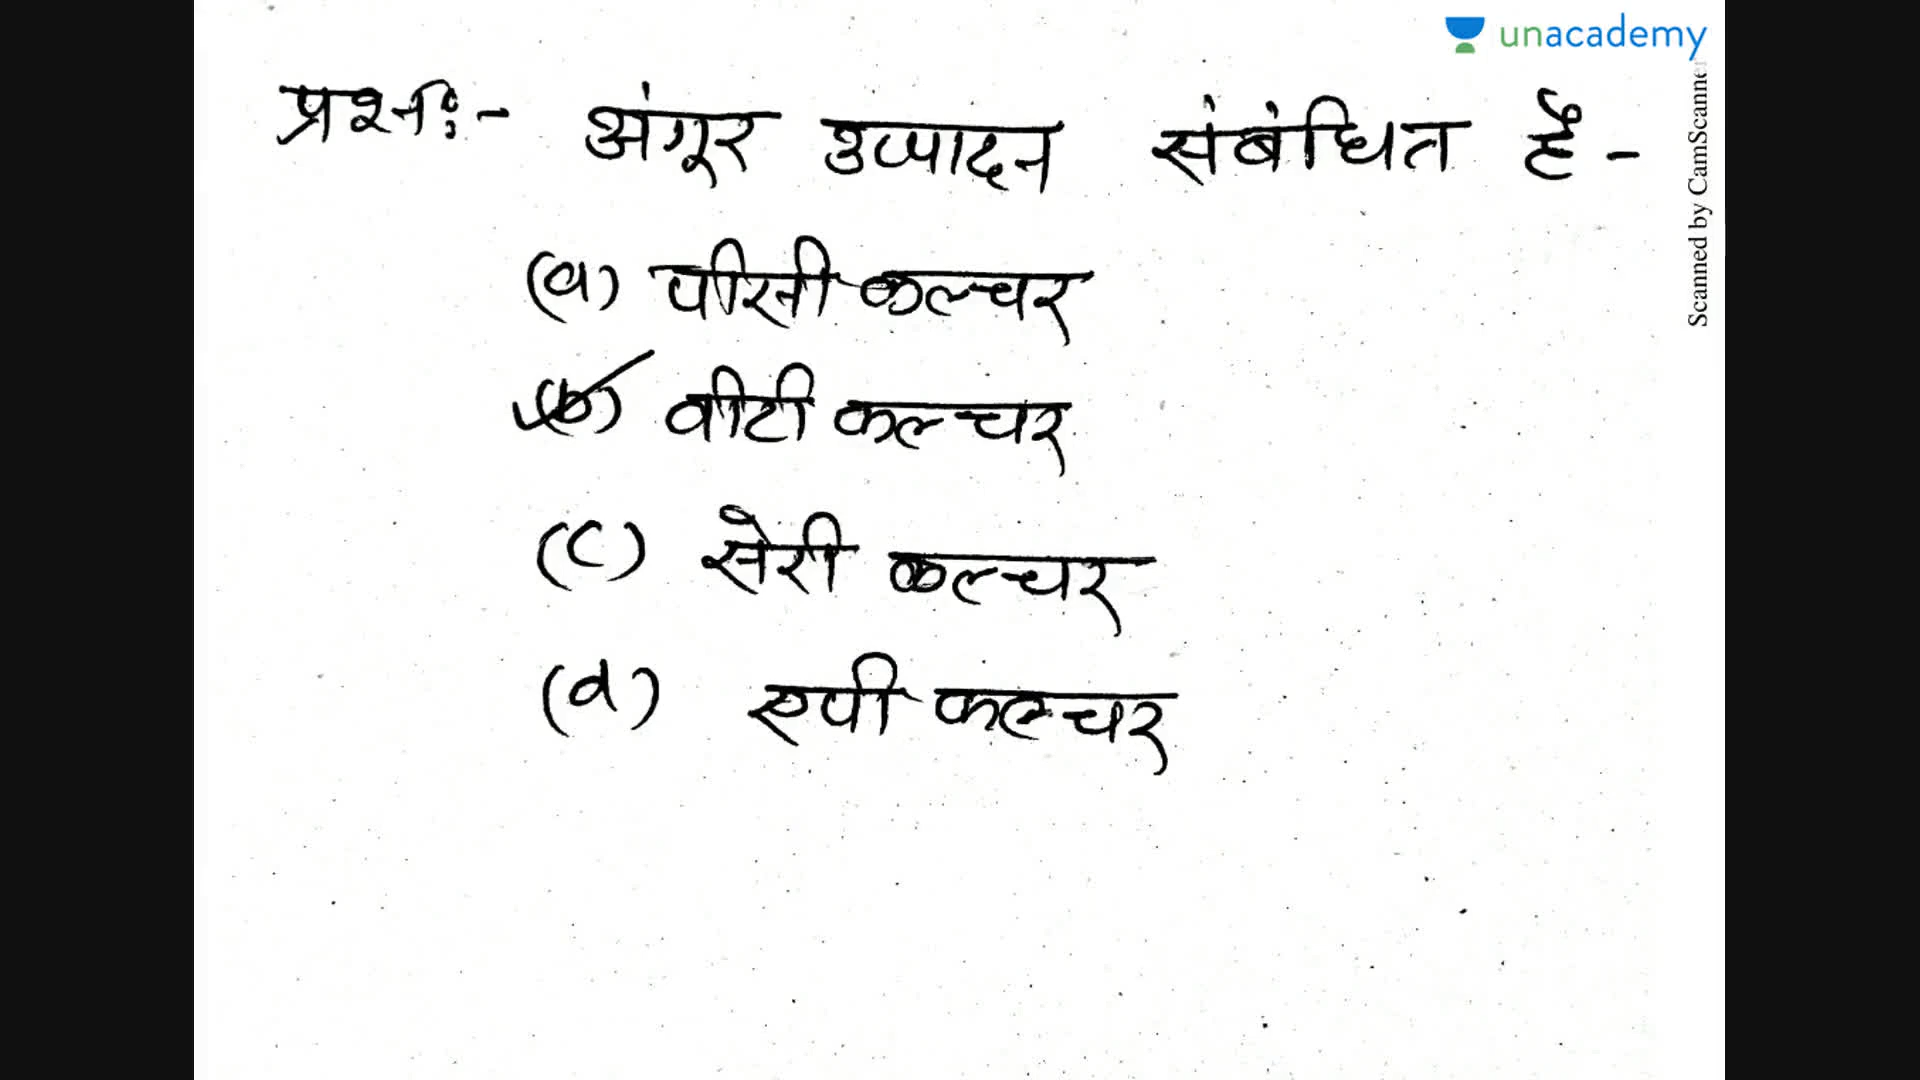 unacademy
प्रश्न:- अंगूर उत्पादन संबंधित है -
(a) पीसी कल्चर
(b) वीटी कल्चर
(c) सेरी कल्चर
(d) एपी कल्चर
Scanned by CamScanner